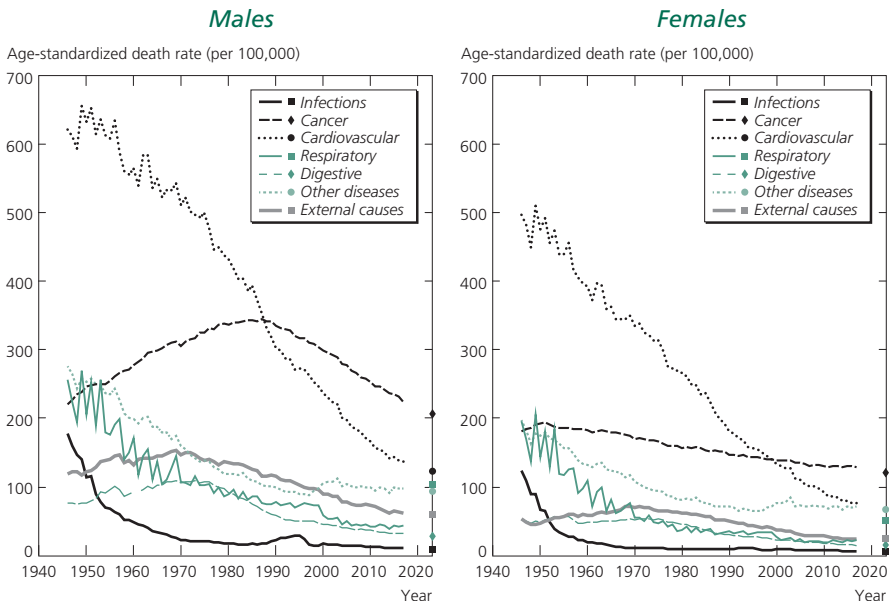 Males
Age-standardized death rate (per 100,000)
700
600
500
400
300
200
100
0
1940 1950 1960 1970 1980 1990 2000 2010 2020
Year
Infections
Cancer
Cardiovascular
Respiratory
Digestive
Other diseases
External causes
Females
Age-standardized death rate (per 100,000)
700
600
500
400
300
200
100
0
1940 1950 1960 1970 1980 1990 2000 2010 2020
Year
Infections
Cancer
Cardiovascular
Respiratory
Digestive
Other diseases
External causes